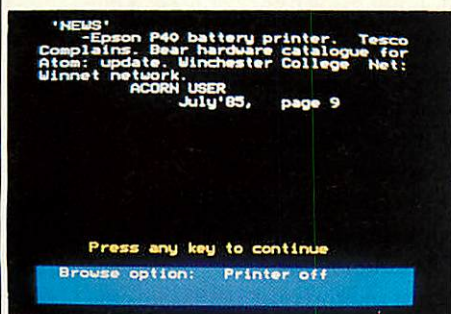 'NEWS'
-Epson P40 battery printer. Tesco
Complains. Bear hardware catalogue for
Atom: update. Winchester College Net:
Winnet network.
ACORN USER
July'85, page 9
Press any key to continue
Browse option: Printer off